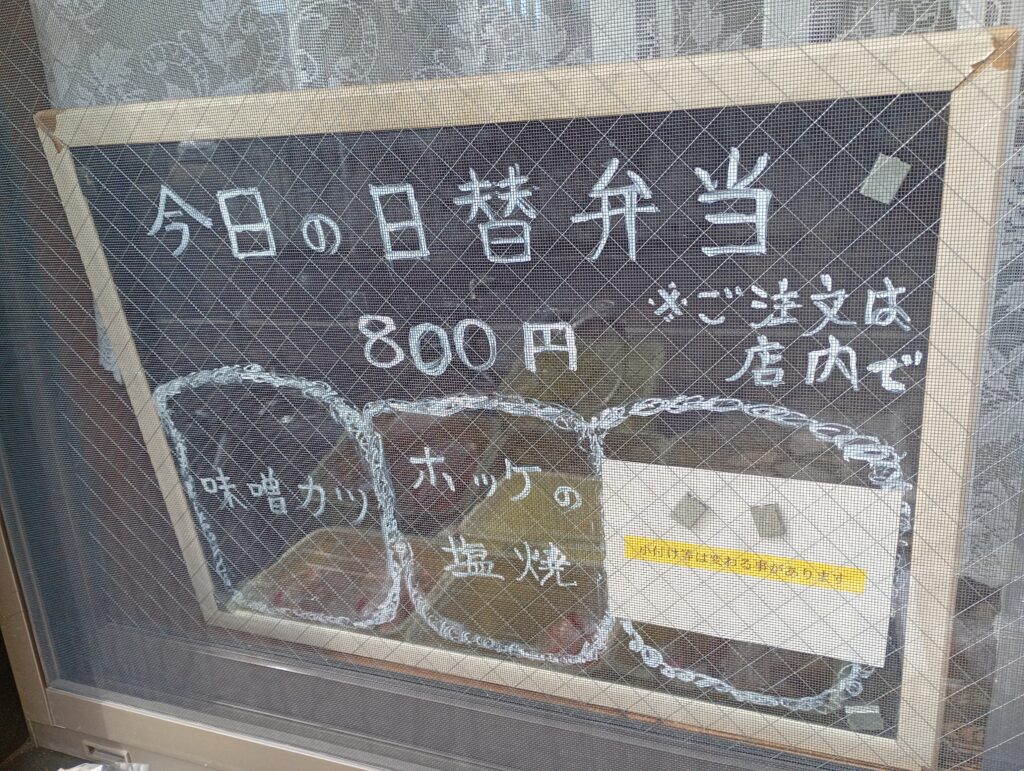 今日の日替弁当
800円
※ご注文は
店内で
味噌カツ
ホッケの
塩焼
小付け等は変わる事があります